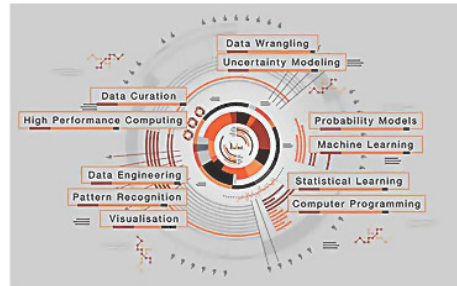 Data Wrangling
Uncertainty Modeling
Data Curation
High Performance Computing
Probability Models
Machine Learning
Data Engineering
Statistical Learning
Pattern Recognition
Computer Programming
Visualisation